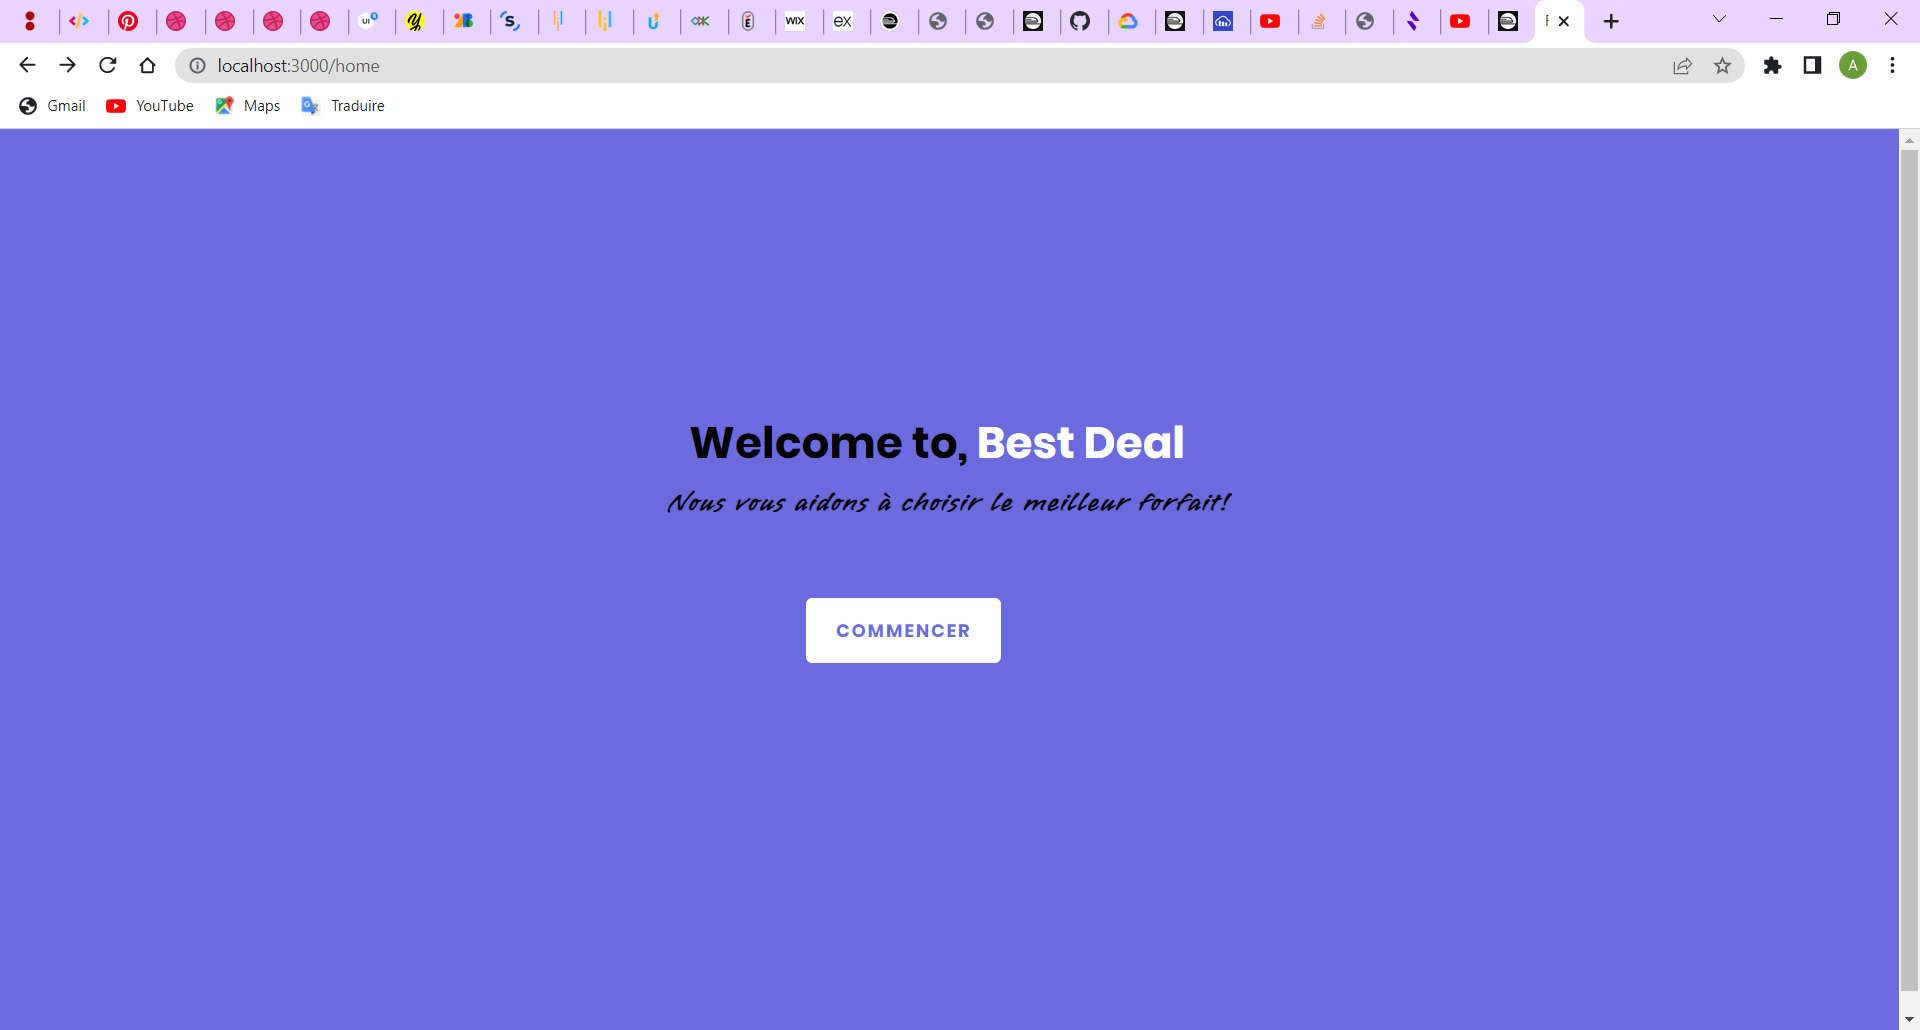 UI
S
WIX
ex
localhost:3000/home
A
Gmail
YouTube
Maps
Traduire
Welcome to, Best Deal
Nous vous aidons à choisir le meilleur forfait!
COMMENCER